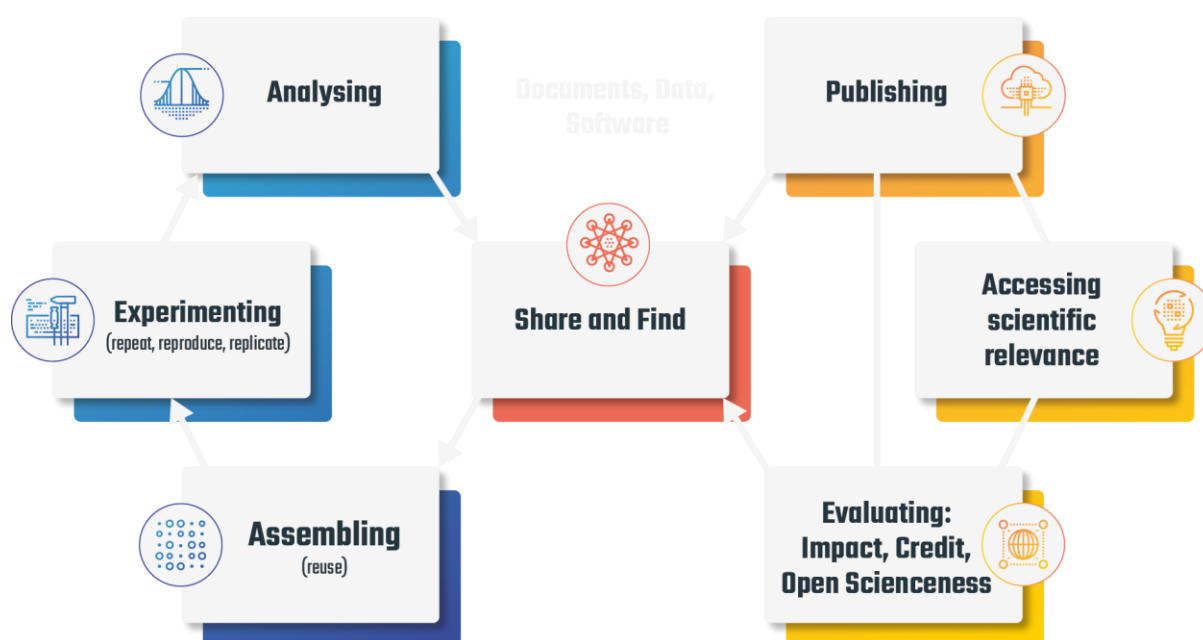 Analysing
Documents, Data,
Software
Publishing
Experimenting
(repeat, reproduce, replicate)
Share and Find
Accessing
scientific
relevance
Assembling
(reuse)
Evaluating:
Impact, Credit,
Open Scienceness